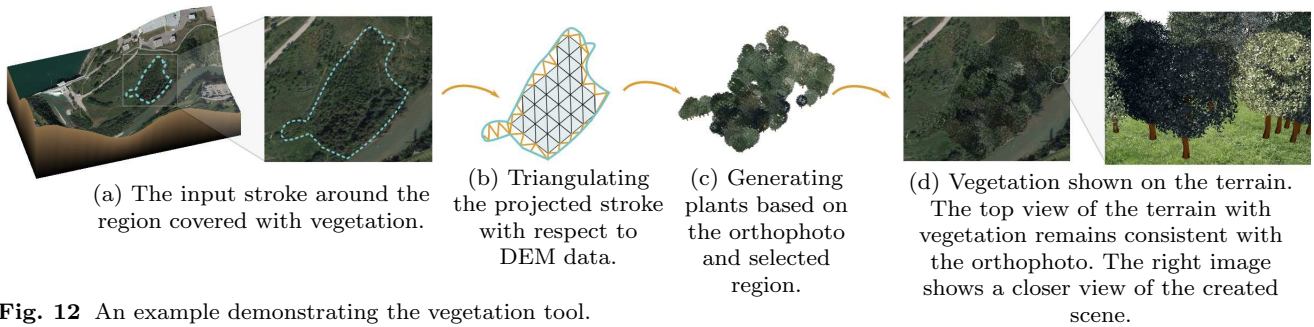 (a) The input stroke around the
region covered with vegetation.
(b) Triangulating
the projected stroke
with respect to
DEM data.
(c) Generating
plants based on
the orthophoto
and selected
region.
(d) Vegetation shown on the terrain.
The top view of the terrain with
vegetation remains consistent with
the orthophoto. The right image
shows a closer view of the created
scene.
Fig. 12 An example demonstrating the vegetation tool.